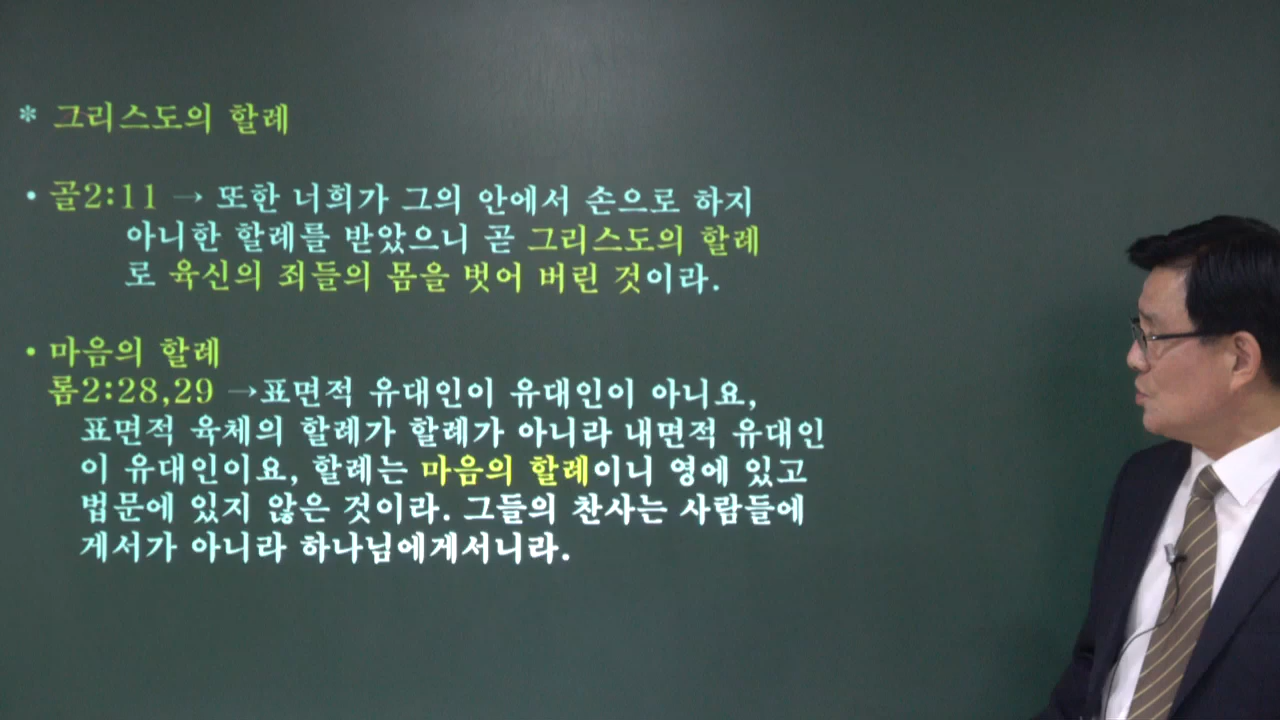 * 그리스도의 할례
• 골2:11 → 또한 너희가 그의 안에서 손으로 하지
아니한 할례를 받았으니 곧 그리스도의 할례
로 육신의 죄들의 몸을 벗어 버린 것이라.
• 마음의 할례
롬2:28,29 →표면적 유대인이 유대인이 아니요,
표면적 육체의 할례가 할례가 아니라 내면적 유대인
이 유대인이요, 할례는 마음의 할례이니 영에 있고
법문에 있지 않은 것이라. 그들의 찬사는 사람들에
게서가 아니라 하나님에게서니라.